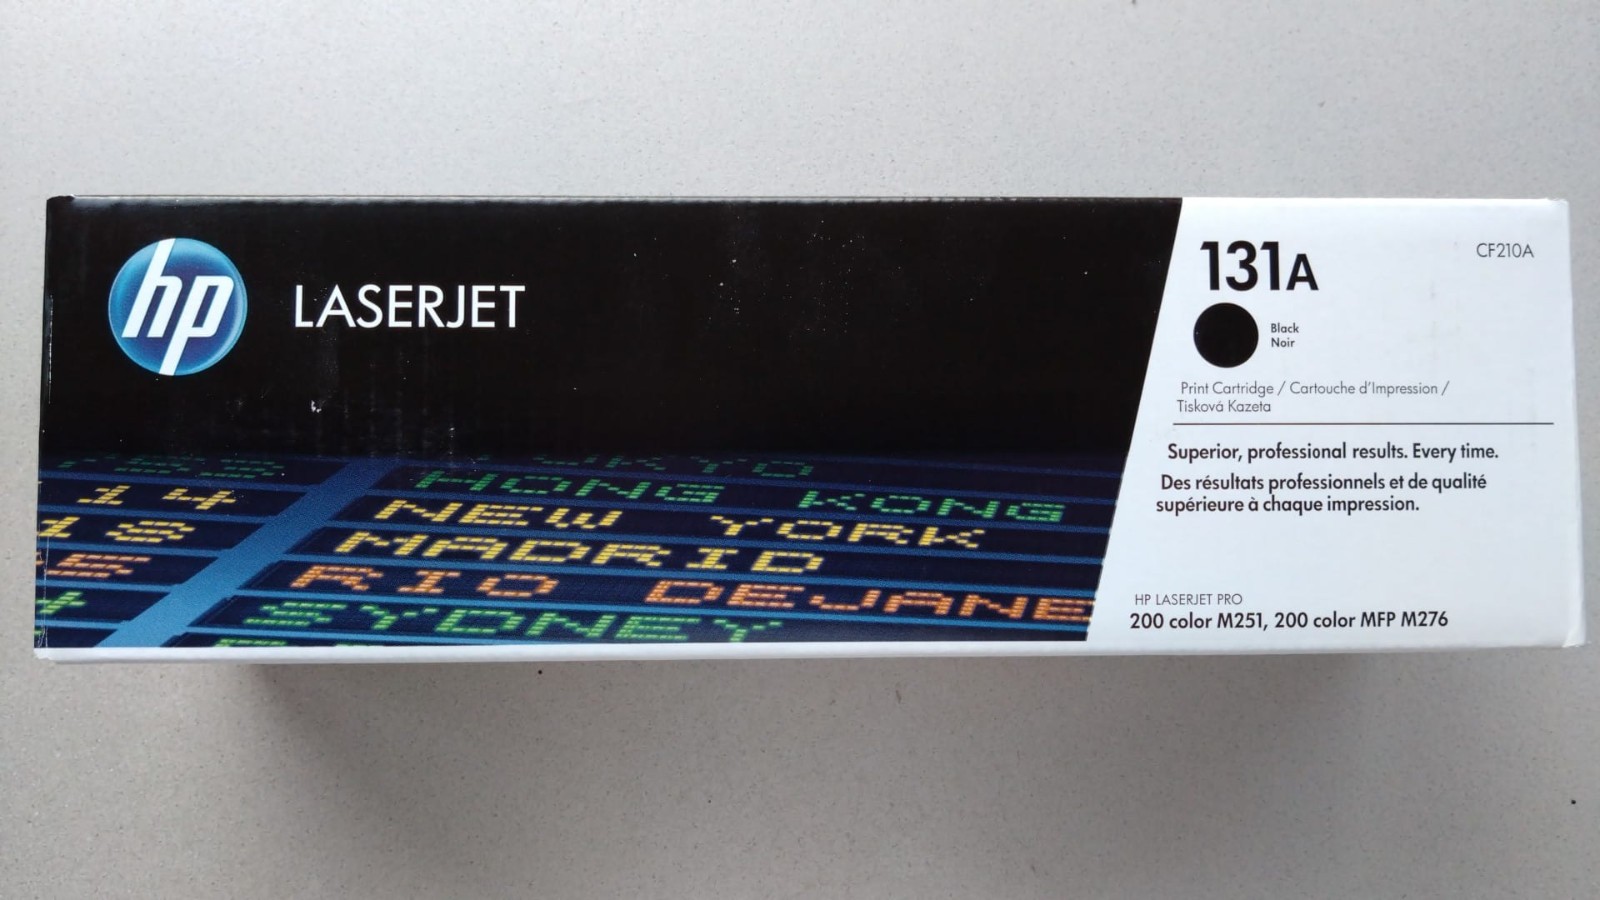 hp
LASERJET
131A
CF210A
Black
Noir
Print Cartridge / Cartouche d'Impression /
Tisková Kazeta
Superior, professional results. Every time.
Des résultats professionnels et de qualité
supérieure à chaque impression.
HP LASERJET PRO
200 color M251, 200 color MFP M276
HONG KONG
14 NEW YORK
18 MADRID
RIO DEJANE
SYDNEY